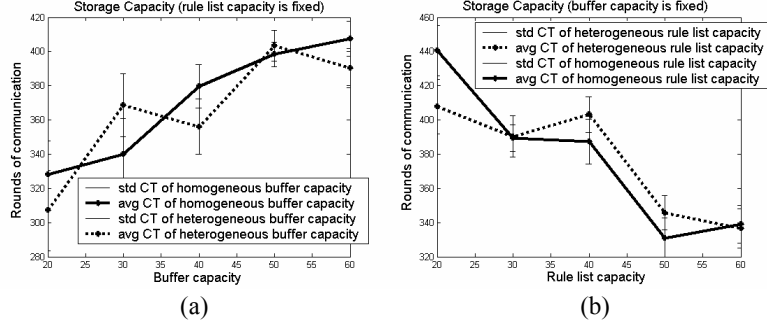 Storage Capacity (rule list capacity is fixed)
420
400
380
360
340
320
300
280
Rounds of communication
std CT of homogeneous buffer capacity
avg CT of homogeneous buffer capacity
std CT of heterogeneous buffer capacity
avg CT of heterogeneous buffer capacity
20 25 30 35 40 45 50 55 60
Buffer capacity
(a)
Storage Capacity (buffer capacity is fixed)
460
440
420
400
380
360
340
320
Rounds of communication
std CT of heterogeneous rule list capacity
avg CT of heterogeneous rule list capacity
std CT of homogeneous rule list capacity
avg CT of homogeneous rule list capacity
20 25 30 35 40 45 50 55 60
Rule list capacity
(b)